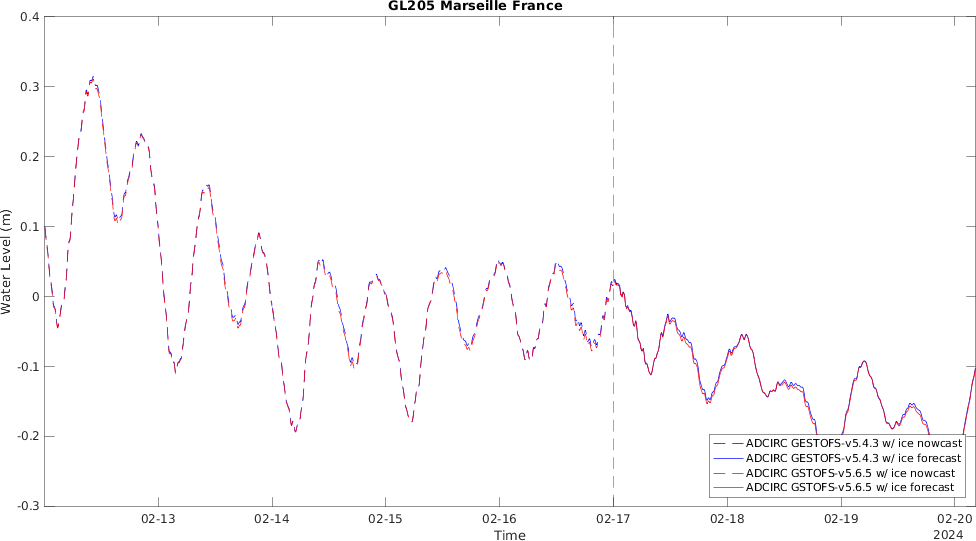 GL205 Marseille France
0.4
0.3
0.2
0.1
0
-0.1
-0.2
-0.3
Water Level (m)
ADCIRC GESTOFS-v5.4.3 w/ ice nowcast
ADCIRC GESTOFS-v5.4.3 w/ ice forecast
ADCIRC GSTOFS-v5.6.5 w/ ice nowcast
ADCIRC GSTOFS-v5.6.5 w/ ice forecast
02-13 02-14 02-15 02-16 02-17 02-18 02-19 02-20
2024
Time